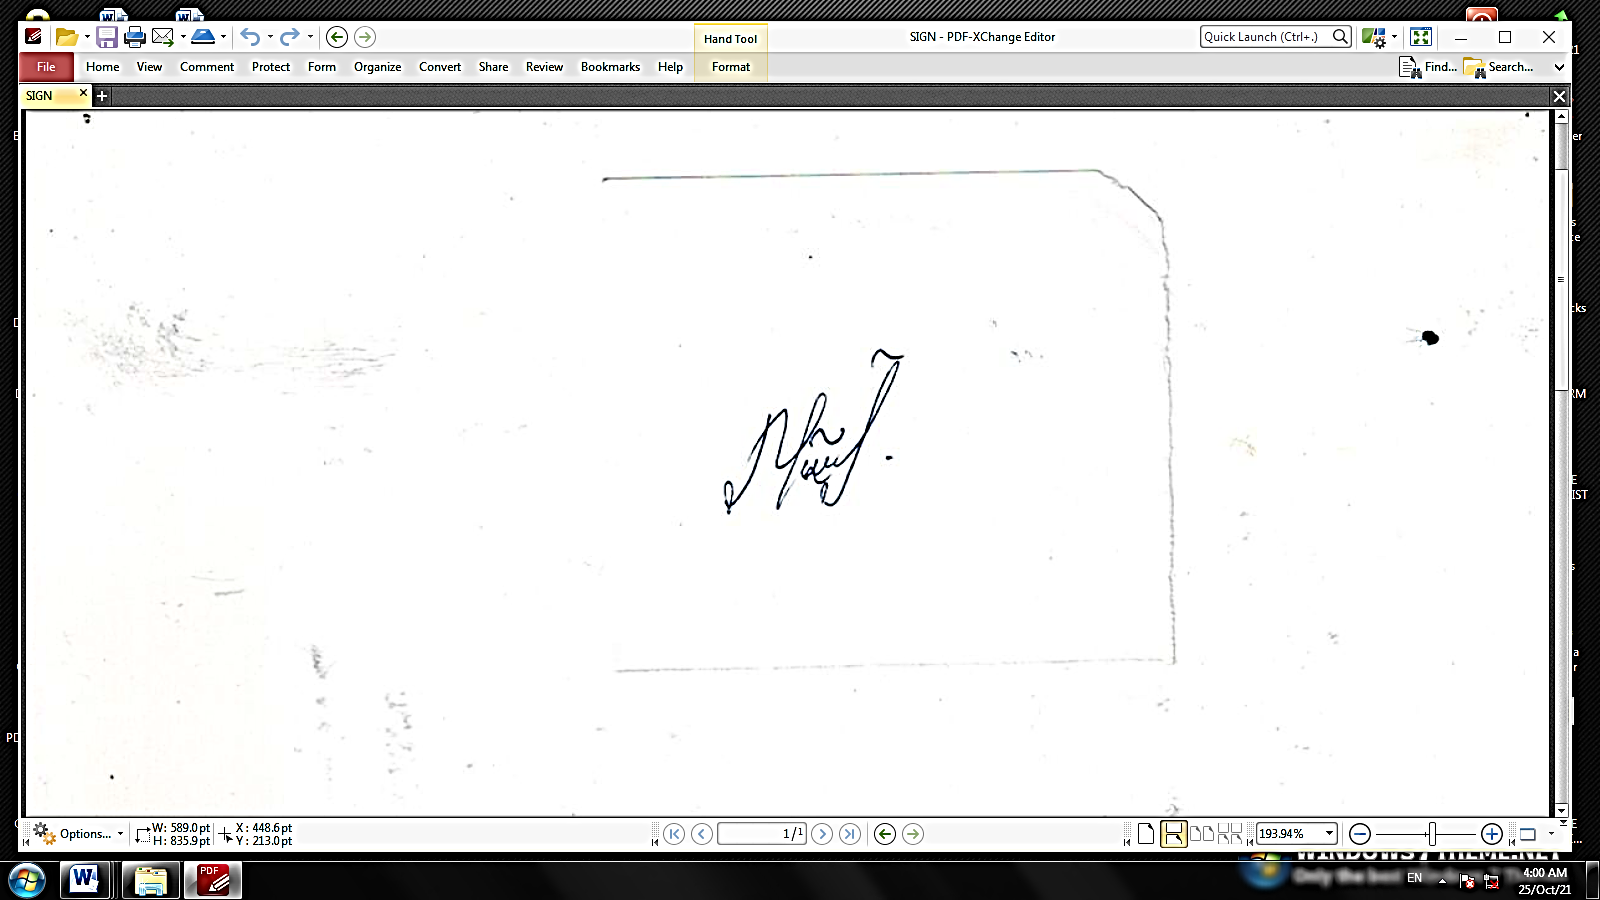 Hand Tool
SIGN - PDF-XChange Editor
Quick Launch (Ctrl+.)
File Home View Comment Protect Form Organize Convert Share Review Bookmarks Help Format
Find... Search...
SIGN
Options...
W: 589.0 pt
H: 835.9 pt
X: 448.6 pt
Y: 213.0 pt
1/1
193.94%
EN
4:00 AM
25/Oct/21